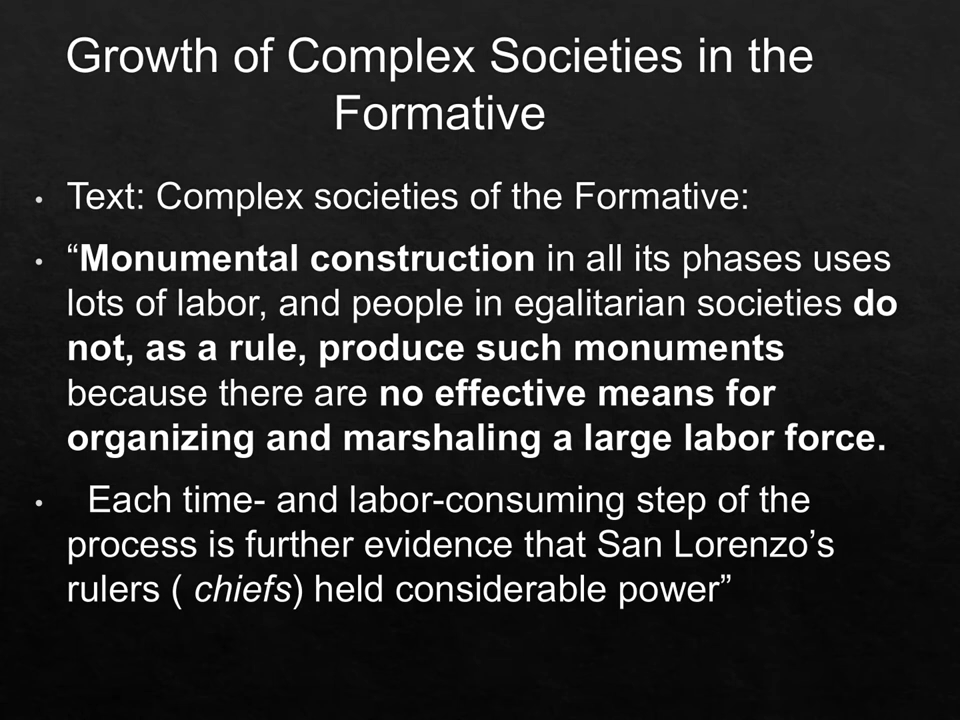 Growth of Complex Societies in the
Formative
• Text: Complex societies of the Formative:
• “Monumental construction in all its phases uses
lots of labor, and people in egalitarian societies do
not, as a rule, produce such monuments
because there are no effective means for
organizing and marshaling a large labor force.
• Each time- and labor-consuming step of the
process is further evidence that San Lorenzo’s
rulers ( chiefs) held considerable power”